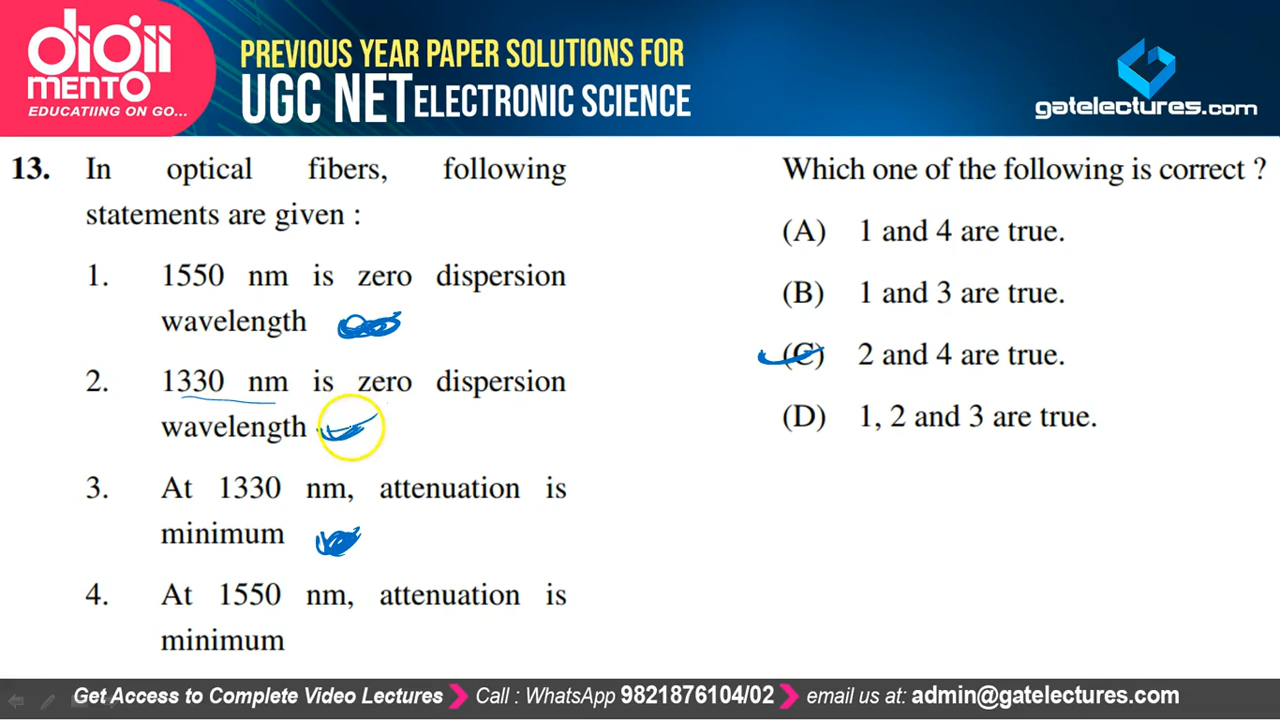 digii
MENTO
EDUCATIING ON GO...
PREVIOUS YEAR PAPER SOLUTIONS FOR
UGC NET ELECTRONIC SCIENCE
gatelectures.com
13. In optical fibers, following
statements are given :
1. 1550 nm is zero dispersion
wavelength
2. 1330 nm is zero dispersion
wavelength
3. At 1330 nm, attenuation is
minimum
4. At 1550 nm, attenuation is
minimum
Which one of the following is correct ?
(A) 1 and 4 are true.
(B) 1 and 3 are true.
(C) 2 and 4 are true.
(D) 1, 2 and 3 are true.
Get Access to Complete Video Lectures Call : WhatsApp 9821876104/02 email us at: admin@gatelectures.com